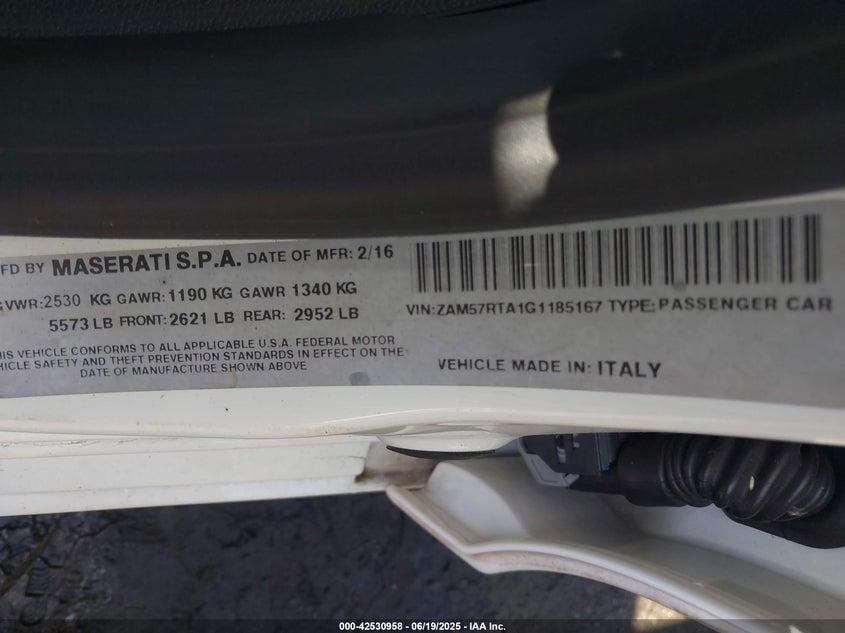 FD BY MASERATI S.P.A. DATE OF MFR: 2/16
GVWR:2530 KG GAWR:1190 KG GAWR 1340 KG
5573 LB FRONT:2621 LB REAR: 2952 LB
HIS VEHICLE CONFORMS TO ALL APPLICABLE U.S.A. FEDERAL MOTOR
HICLE SAFETY AND THEFT PREVENTION STANDARDS IN EFFECT ON THE
DATE OF MANUFACTURE SHOWN ABOVE
VIN:ZAM57RTA1G1185167 TYPE:PASSENGER CAR
VEHICLE MADE IN: ITALY
000-42530958 - 06/19/2025 - IAA Inc.